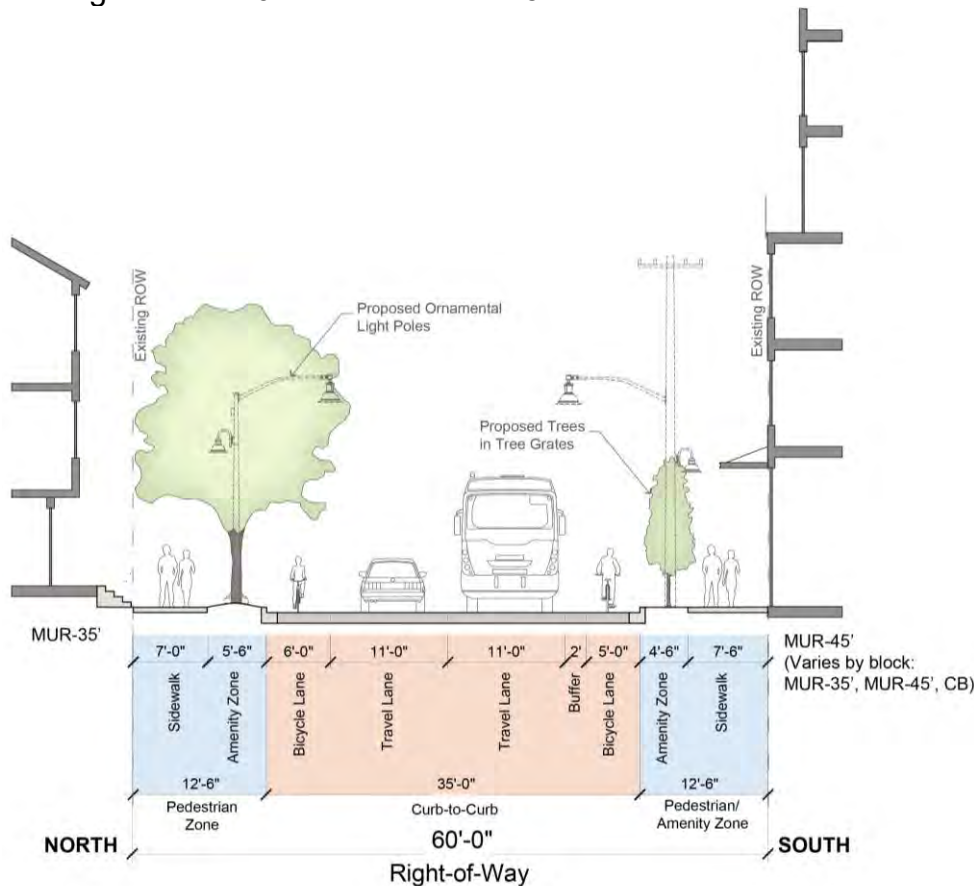 Existing ROW
Proposed Ornamental
Light Poles
Existing ROW
Proposed Trees
in Tree Grates
MUR-35'
7'-0"
5'-6"
6'-0"
11'-0"
11'-0"
2'
5'-0"
4'-6"
7'-6"
MUR-45'
(Varies by block:
MUR-35', MUR-45', CB)
Sidewalk
Amenity Zone
Bicycle Lane
Travel Lane
Travel Lane
Buffer
Bicycle Lane
Amenity Zone
Sidewalk
12'-6"
35'-0"
12'-6"
Pedestrian
Zone
Curb-to-Curb
Pedestrian/
Amenity Zone
NORTH
60'-0"
SOUTH
Right-of-Way